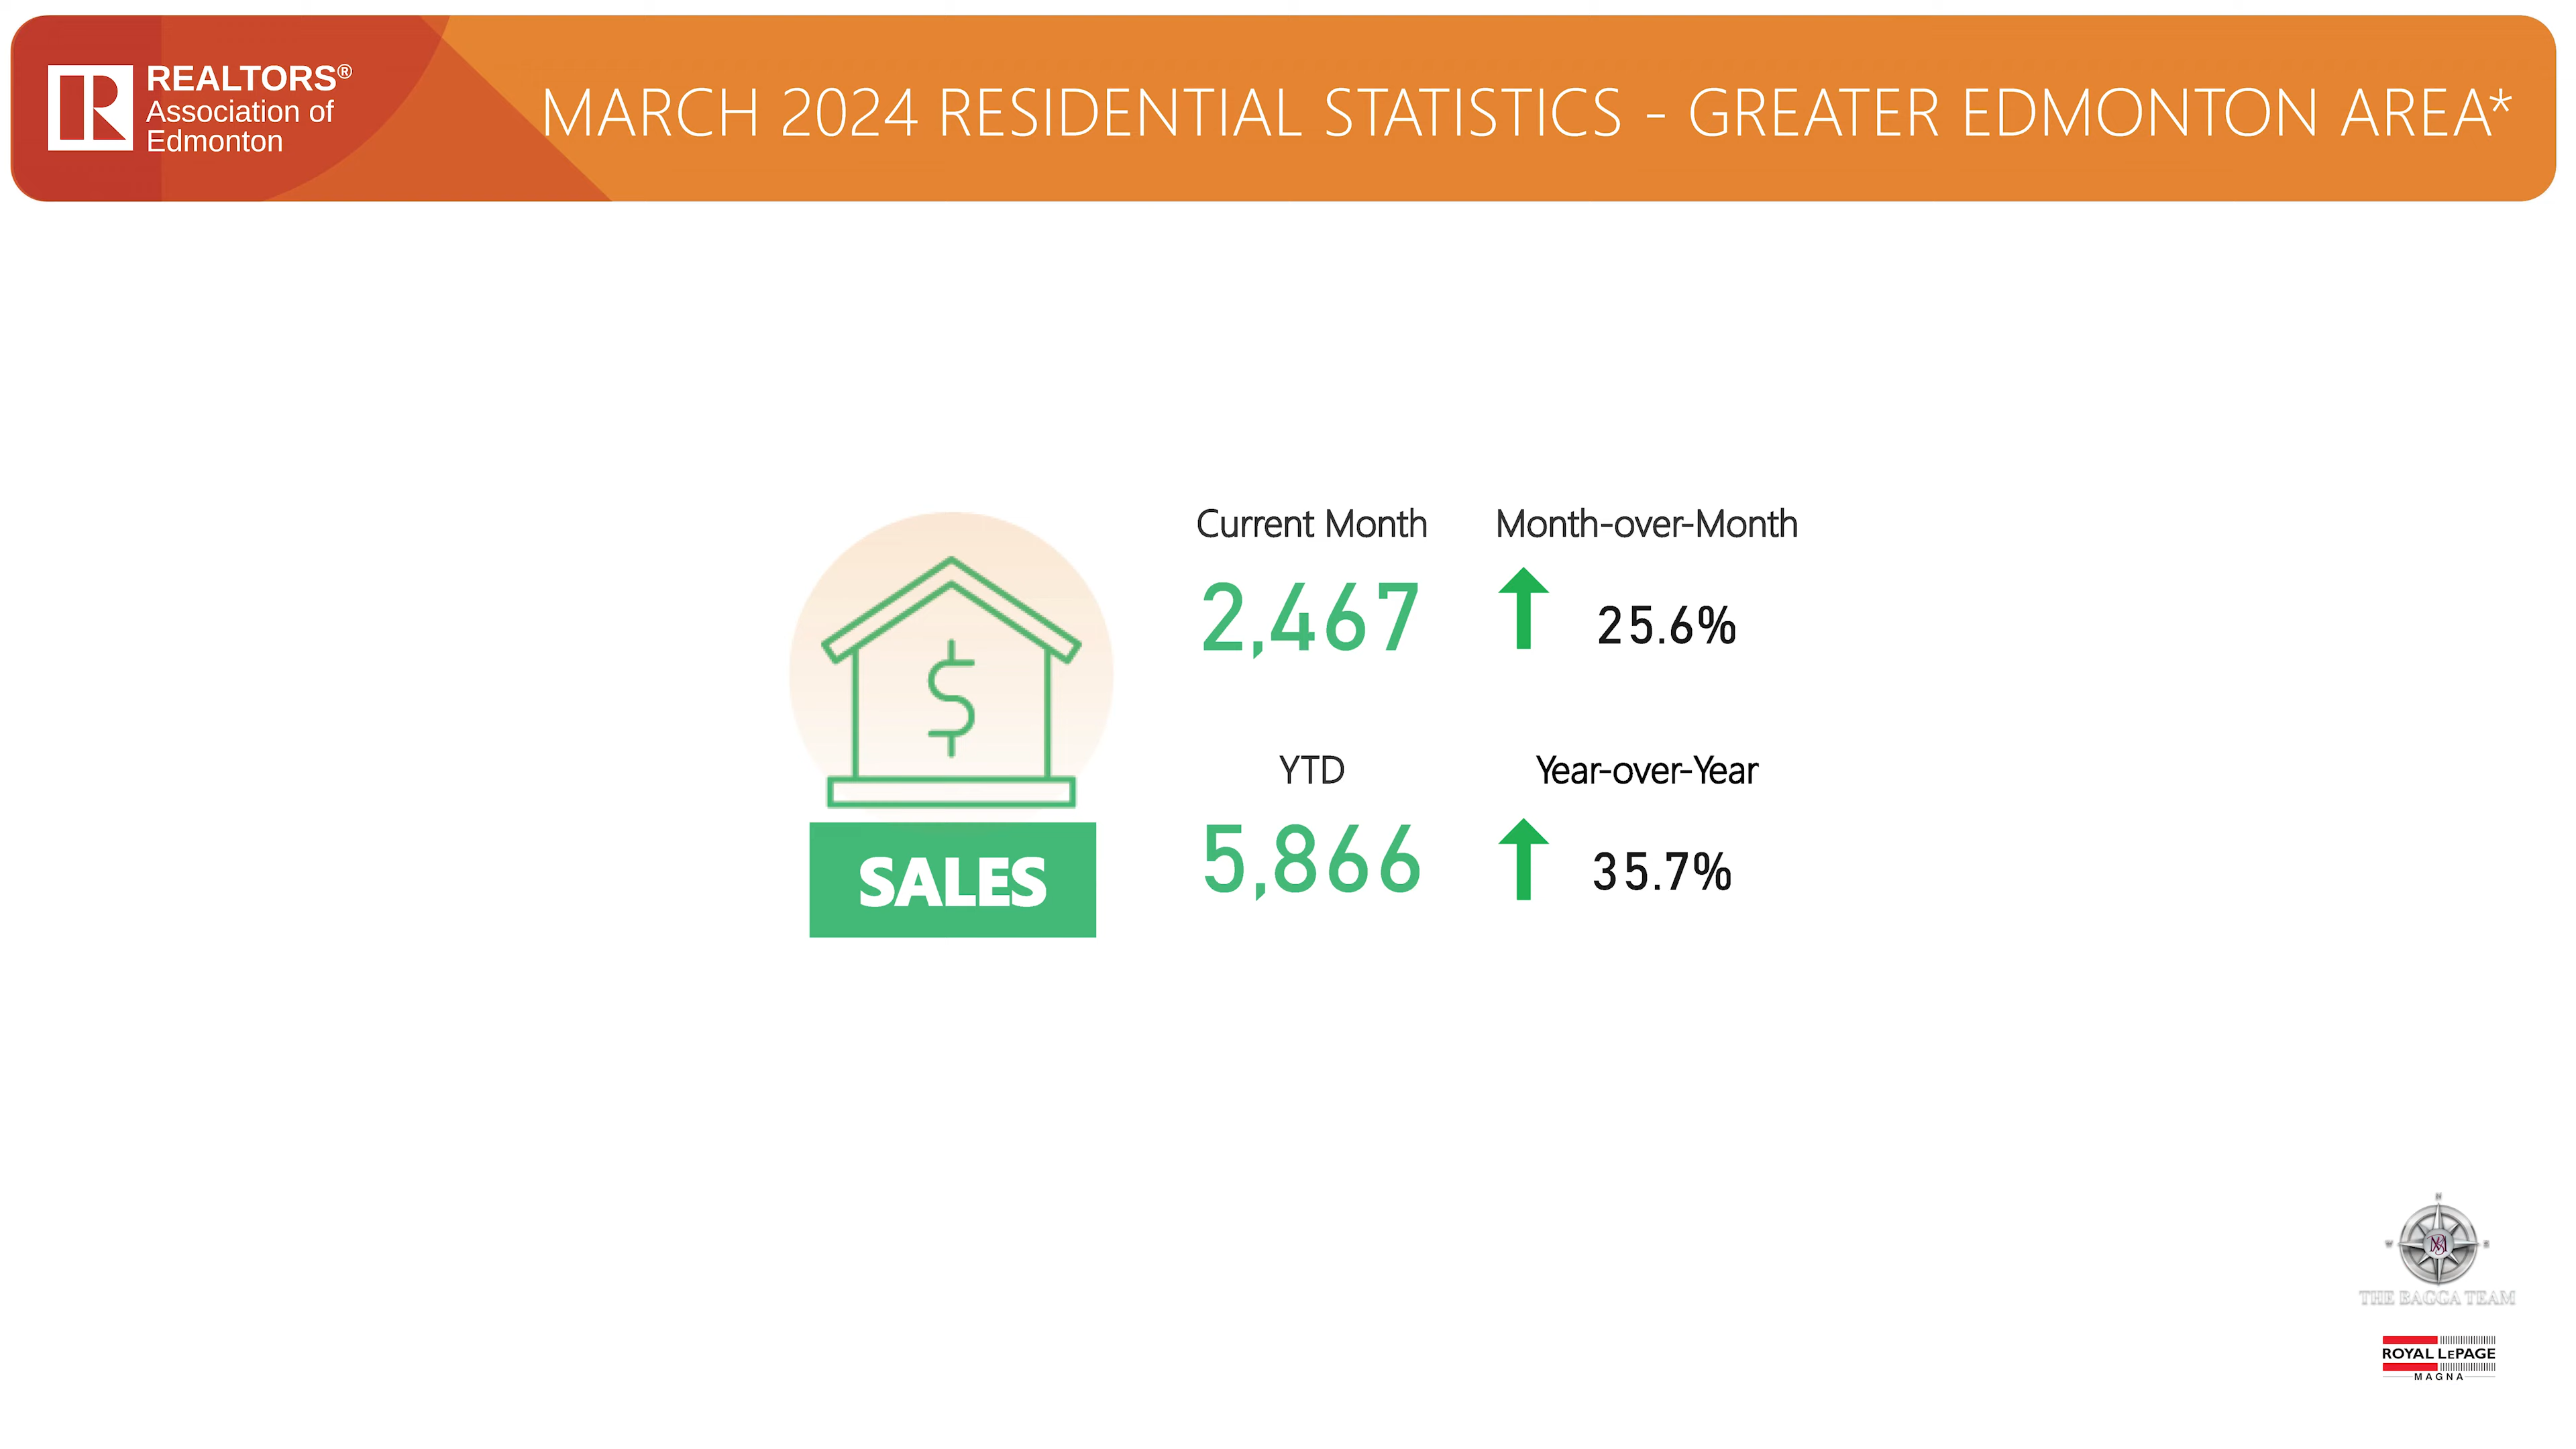 REALTORS®
Association of
Edmonton
MARCH 2024 RESIDENTIAL STATISTICS - GREATER EDMONTON AREA*
Current Month Month-over-Month
2,467 25.6%
$
YTD Year-over-Year
5,866 35.7%
SALES
N
W E
THE BAGGA TEAM
ROYAL LEPAGE
MAGNA